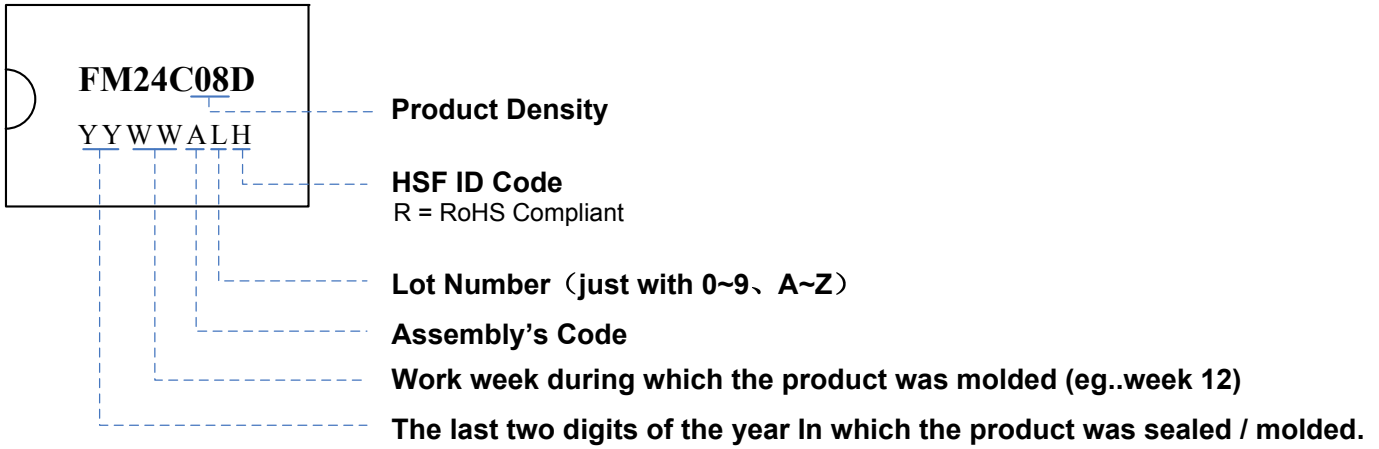 FM24C08D
YYWWALH
Product Density
HSF ID Code
R = RoHS Compliant
Lot Number（just with 0~9、A~Z）
Assembly’s Code
Work week during which the product was molded (eg..week 12)
The last two digits of the year In which the product was sealed / molded.